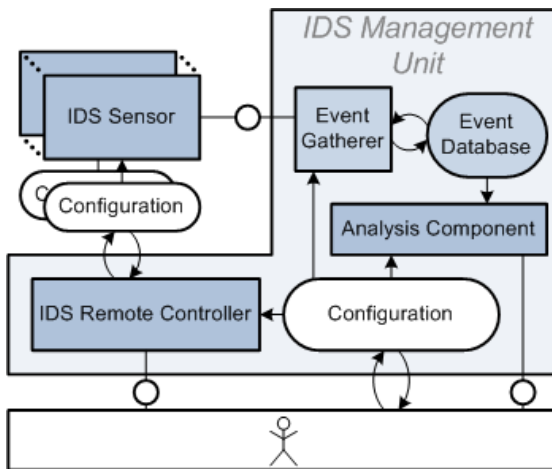 IDS Management
Unit
IDS Sensor
Event
Gatherer
Event
Database
C
Configuration
Analysis Component
IDS Remote Controller
Configuration